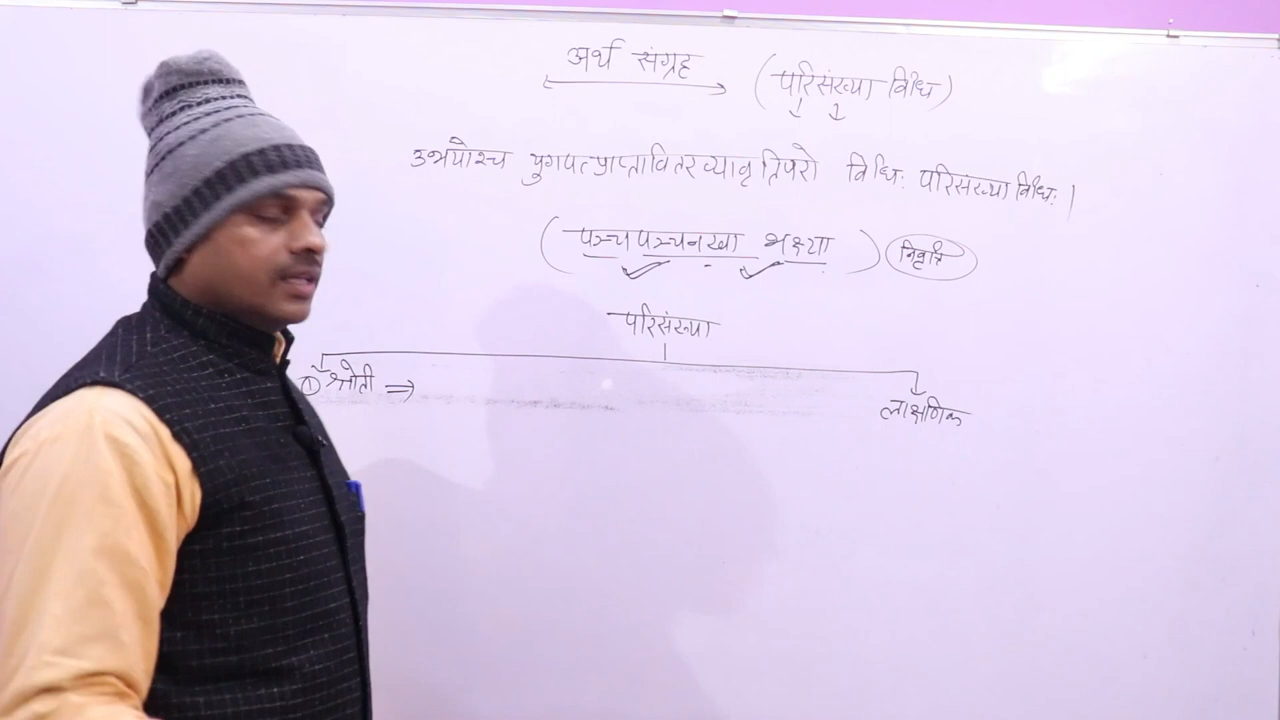 अर्थ संग्रह (परिसंख्या विधि)
उभयोश्च युगपत्प्राप्तावितरव्यावृत्तिपरो विधिः परिसंख्याविधिः।
(पञ्च पञ्चनखा भक्ष्या) निवृत्ति
परिसंख्या
① श्रौती ⇒
लाक्षणिक